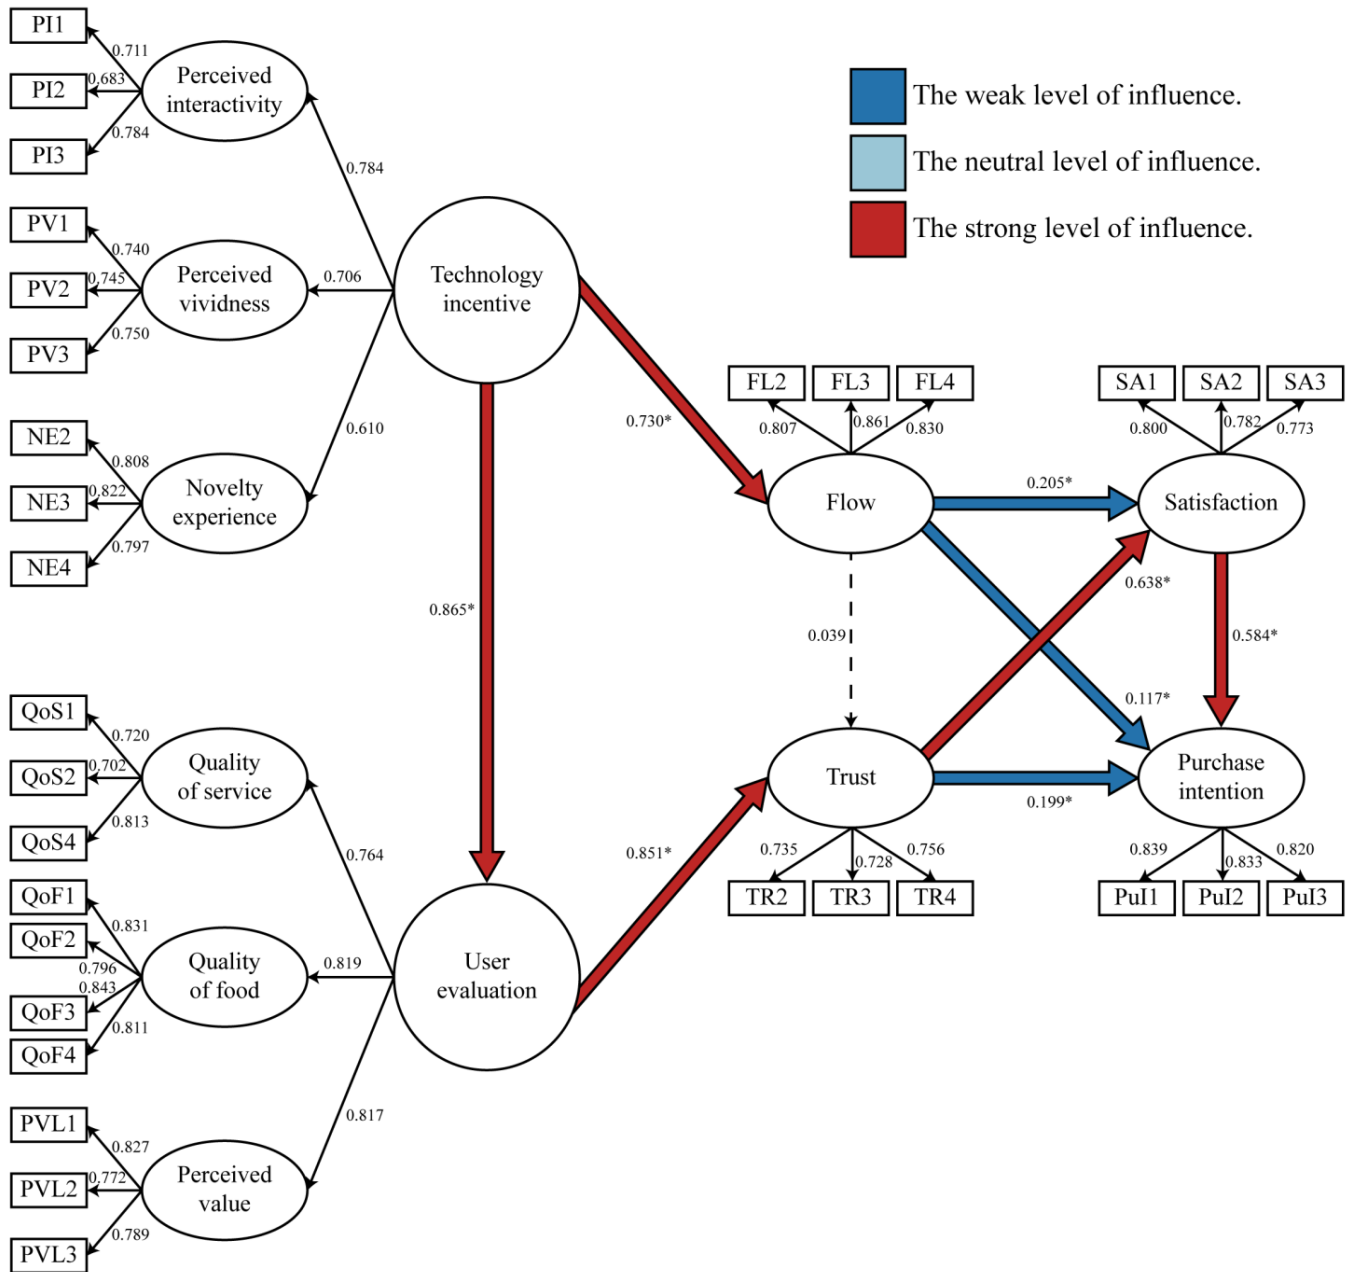 PI1
0.711
PI2
0.683
PI3
0.784
Perceived
interactivity
0.784
PV1
0.740
PV2
0.745
PV3
0.750
Perceived
vividness
0.706
NE2
0.808
NE3
0.822
NE4
0.797
Novelty
experience
0.610
Technology
incentive
The weak level of influence.
The neutral level of influence.
The strong level of influence.
0.730*
0.865*
FL2
FL3
FL4
0.807
0.861
0.830
Flow
0.205*
SA1
SA2
SA3
0.800
0.782
0.773
Satisfaction
0.638*
0.039
0.584*
0.117*
QoS1
0.720
QoS2
0.702
QoS4
0.813
Quality
of service
0.764
QoF1
0.831
QoF2
0.796
0.843
QoF3
0.811
QoF4
Quality
of food
0.819
PVL1
0.827
PVL2
0.772
PVL3
0.789
Perceived
value
0.817
User
evaluation
0.851*
Trust
0.199*
0.735
0.728
0.756
TR2
TR3
TR4
Purchase
intention
0.839
0.833
0.820
PuI1
PuI2
PuI3